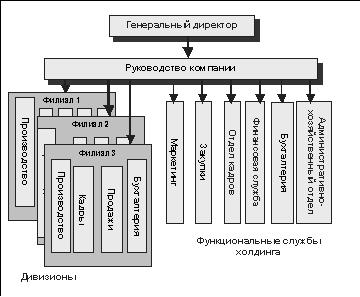 Генеральный директор
Руководство компании
Филиал 1
Производство
Филиал 2
Филиал 3
Производство
Кадры
Продажи
Бухгалтерия
Маркетинг
Закупки
Отдел кадров
Финансовая служба
Бухгалтерия
Административно-
хозяйственный отдел
Функциональные службы
холдинга
Дивизионы